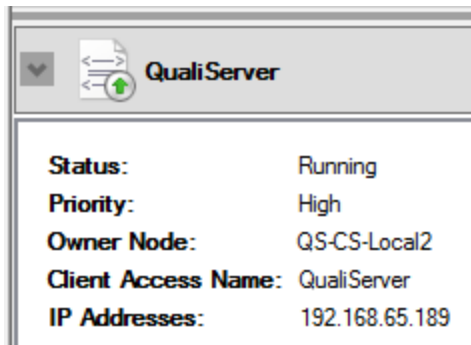 QualiServer
Status: Running
Priority: High
Owner Node: QS-CS-Local2
Client Access Name: QualiServer
IP Addresses: 192.168.65.189